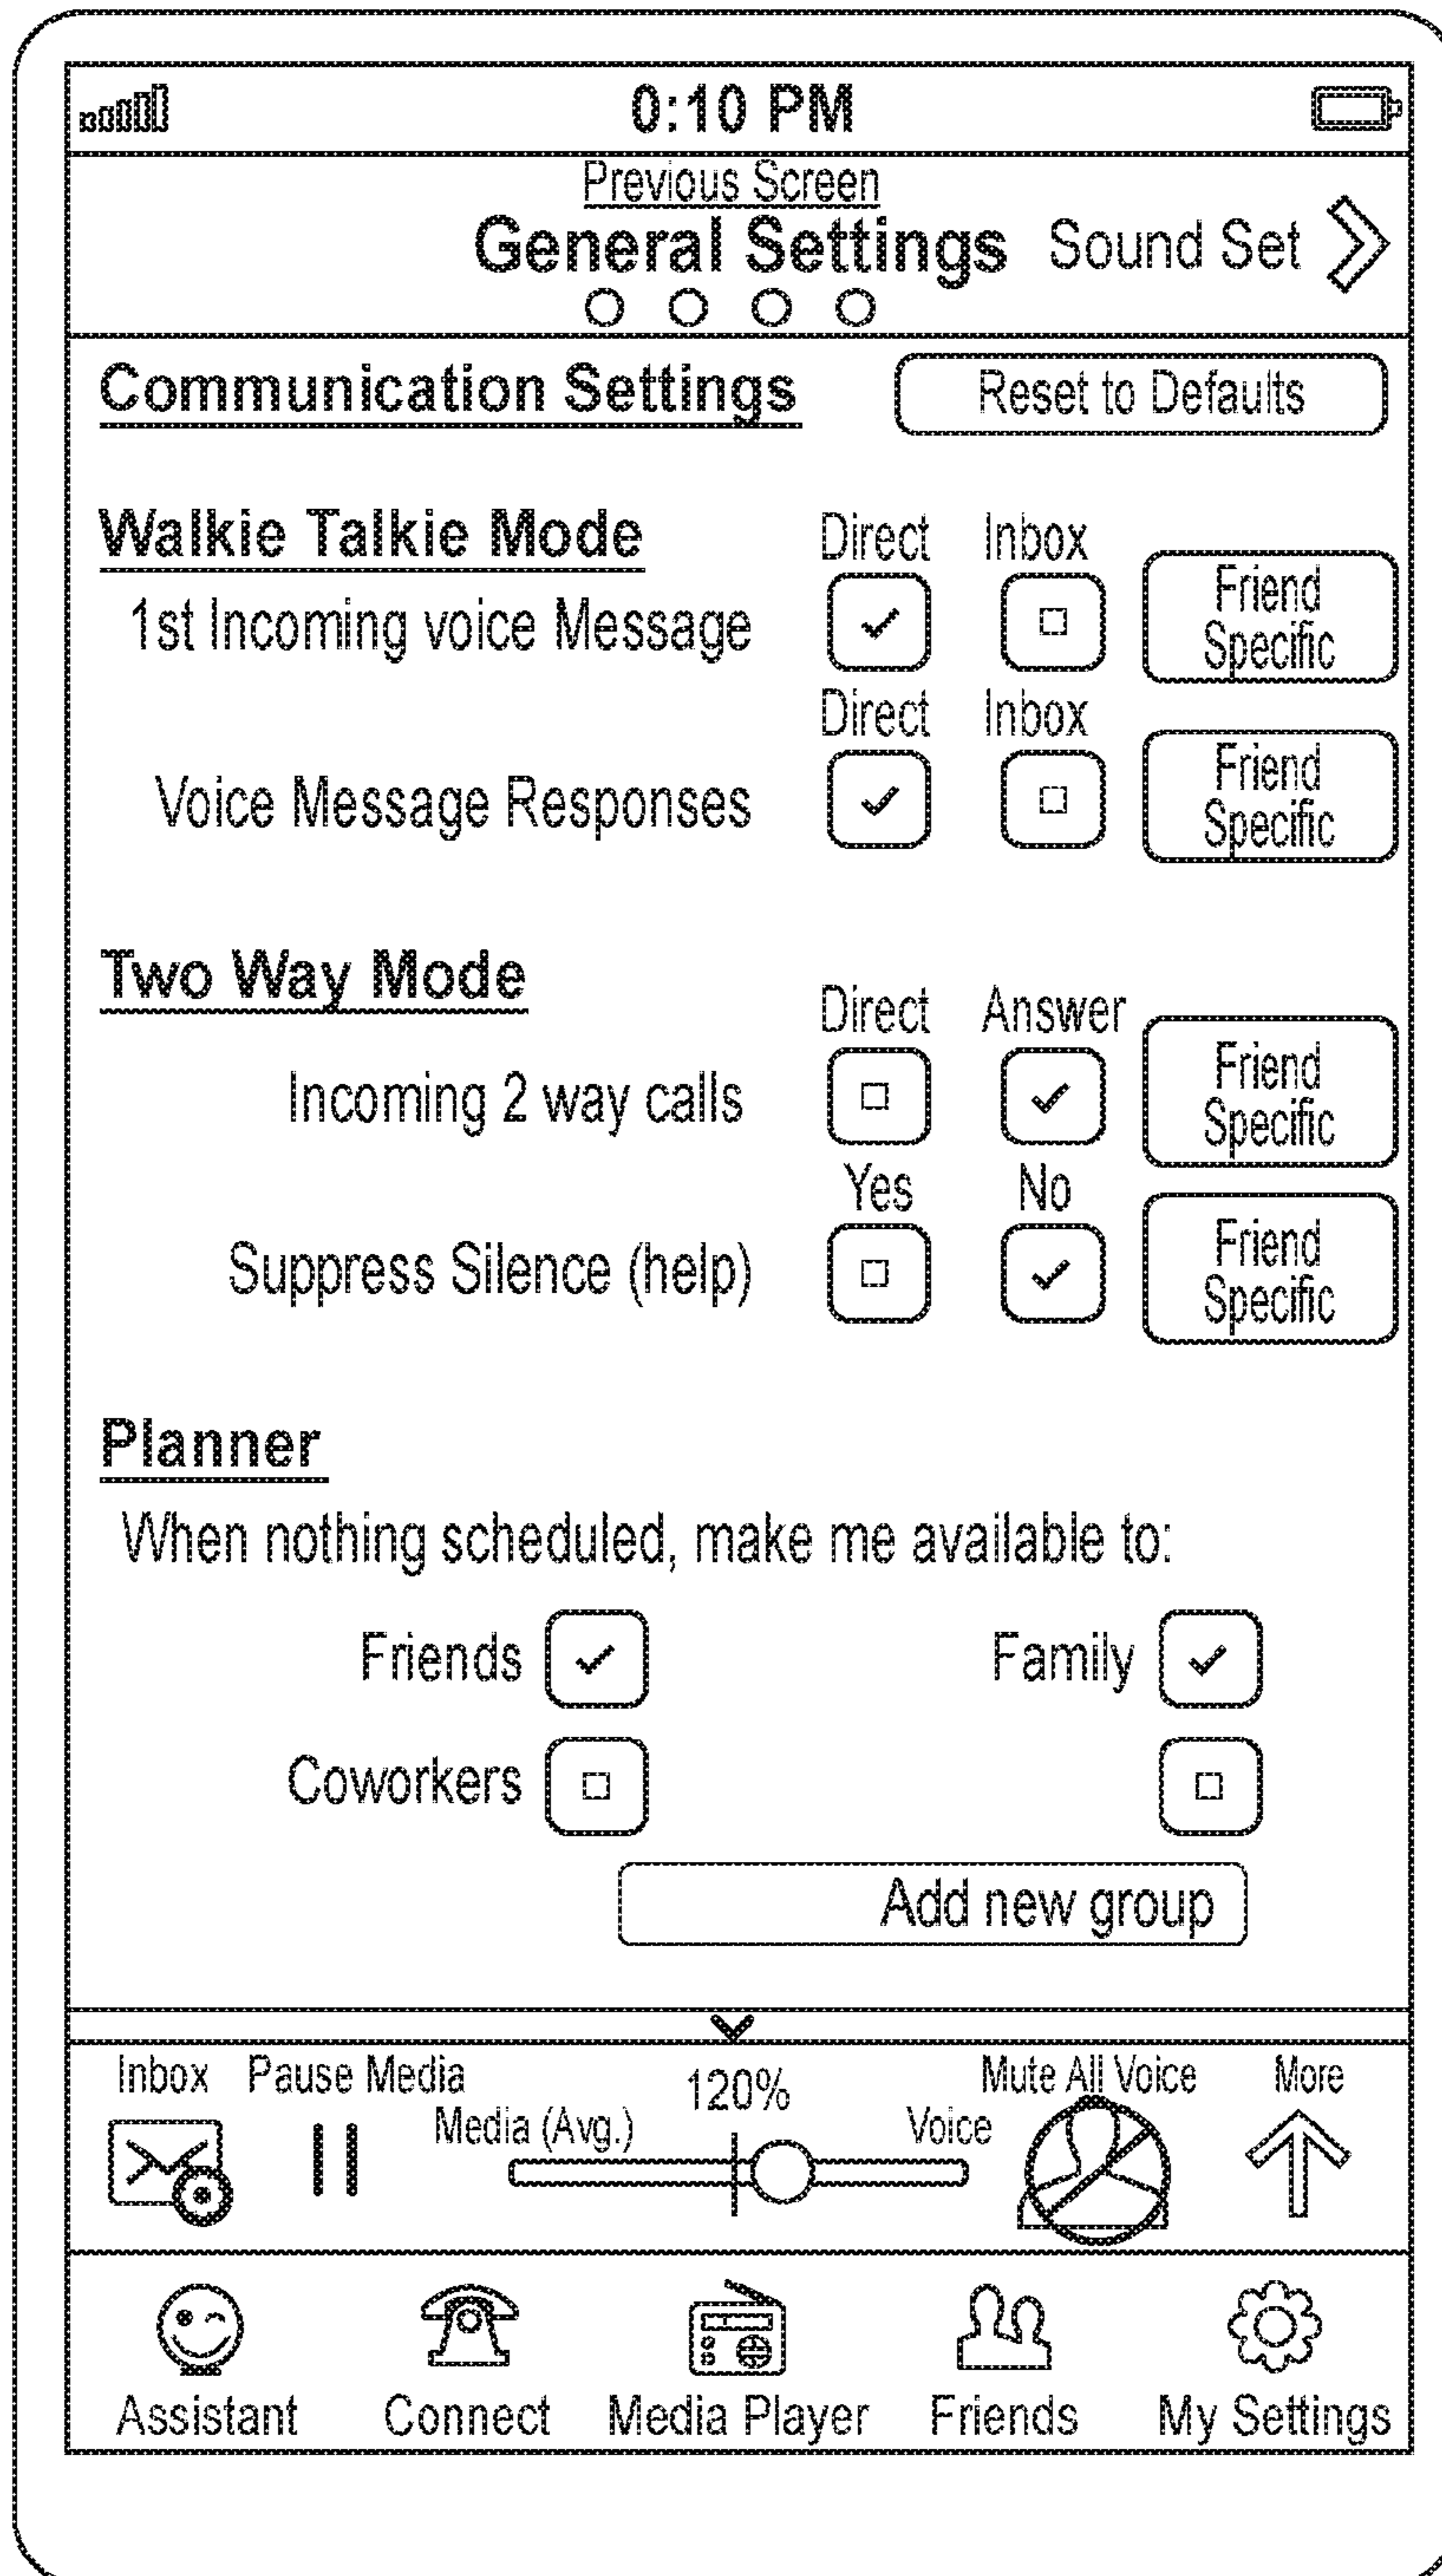 0:10 PM
Previous Screen
General Settings Sound Set
Communication Settings Reset to Defaults
Walkie Talkie Mode Direct Inbox
1st Incoming voice Message Friend Specific
Direct Inbox
Voice Message Responses Friend Specific
Two Way Mode
Direct Answer
Incoming 2 way calls Friend Specific
Yes No
Suppress Silence (help) Friend Specific
Planner
When nothing scheduled, make me available to:
Friends Family
Coworkers
Add new group
Inbox Pause Media 120% Mute All Voice More
Media (Avg.) Voice
Assistant Connect Media Player Friends My Settings